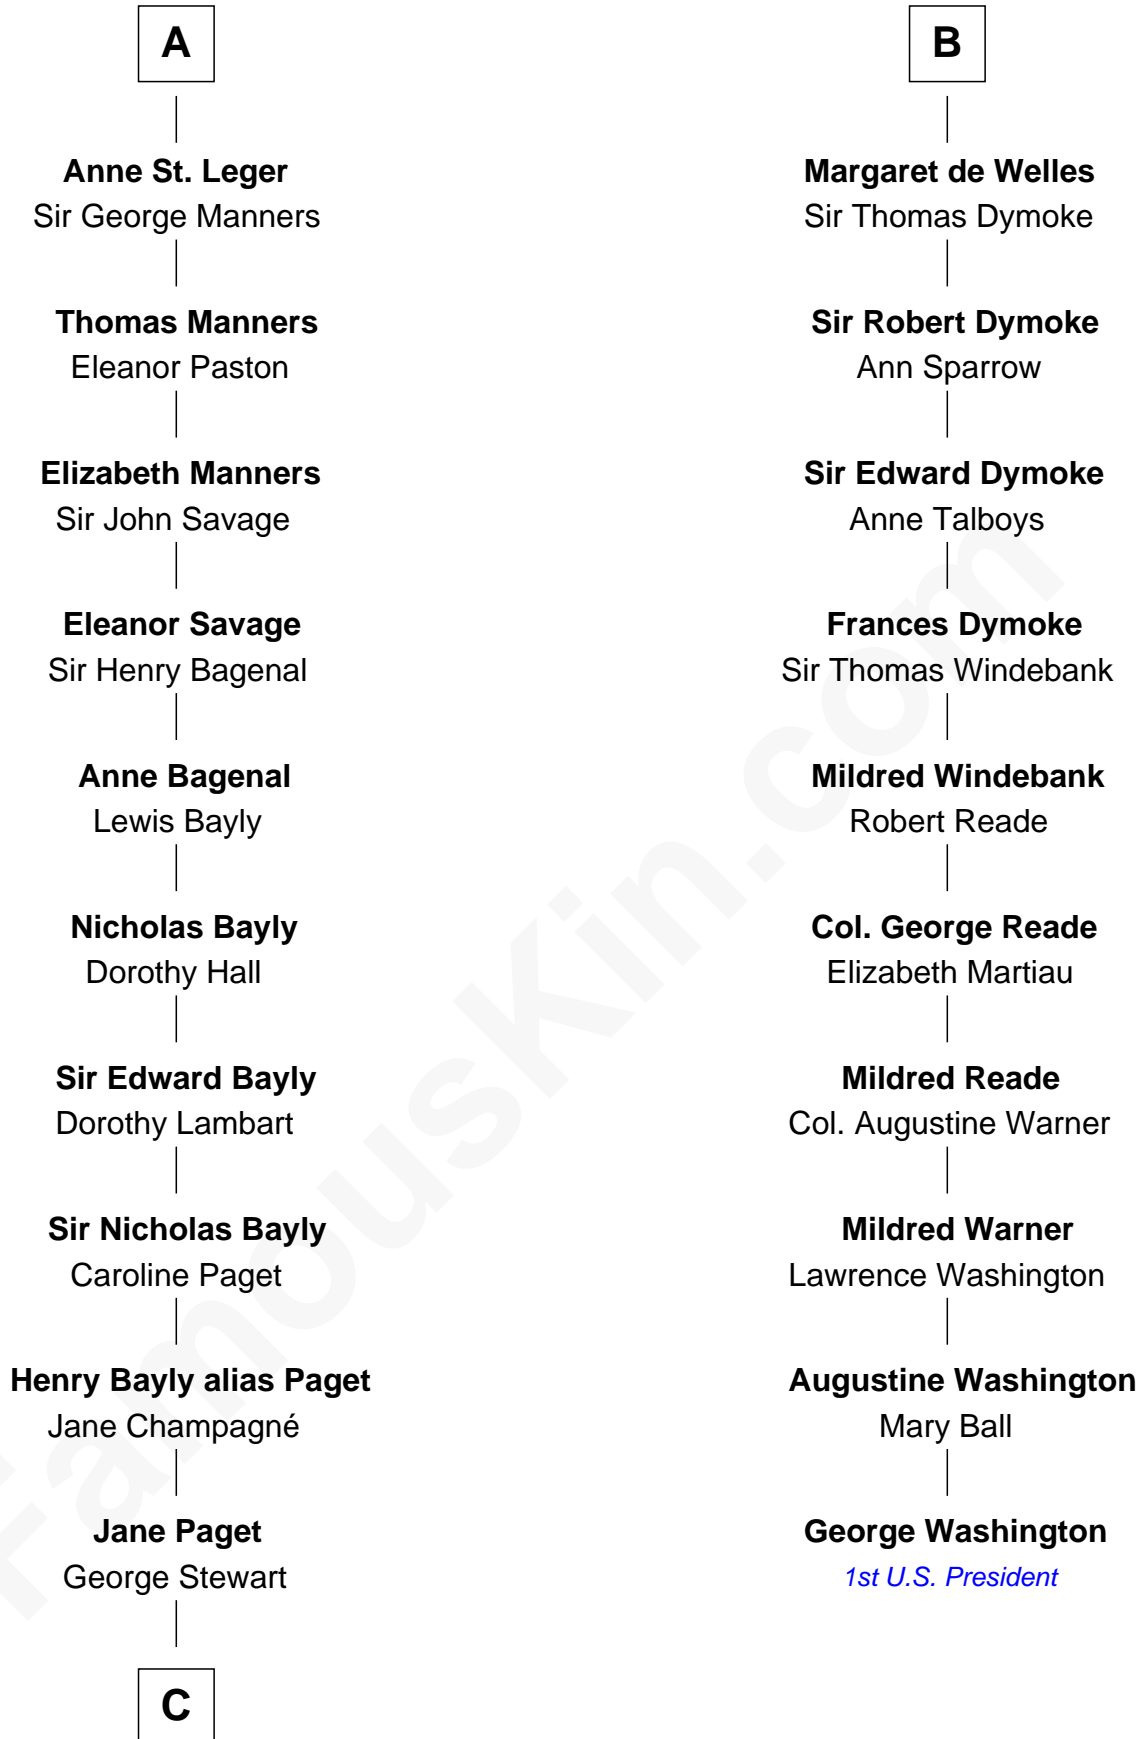 A
Anne St. Leger
Sir George Manners
Thomas Manners
Eleanor Paston
Elizabeth Manners
Sir John Savage
Eleanor Savage
Sir Henry Bagenal
Anne Bagenal
Lewis Bayly
Nicholas Bayly
Dorothy Hall
Sir Edward Bayly
Dorothy Lambart
Sir Nicholas Bayly
Caroline Paget
Henry Bayly alias Paget
Jane Champagné
Jane Paget
George Stewart
C
B
Margaret de Welles
Sir Thomas Dymoke
Sir Robert Dymoke
Ann Sparrow
Sir Edward Dymoke
Anne Talboys
Frances Dymoke
Sir Thomas Windebank
Mildred Windebank
Robert Reade
Col. George Reade
Elizabeth Martiau
Mildred Reade
Col. Augustine Warner
Mildred Warner
Lawrence Washington
Augustine Washington
Mary Ball
George Washington
1st U.S. President
FamousKin.com